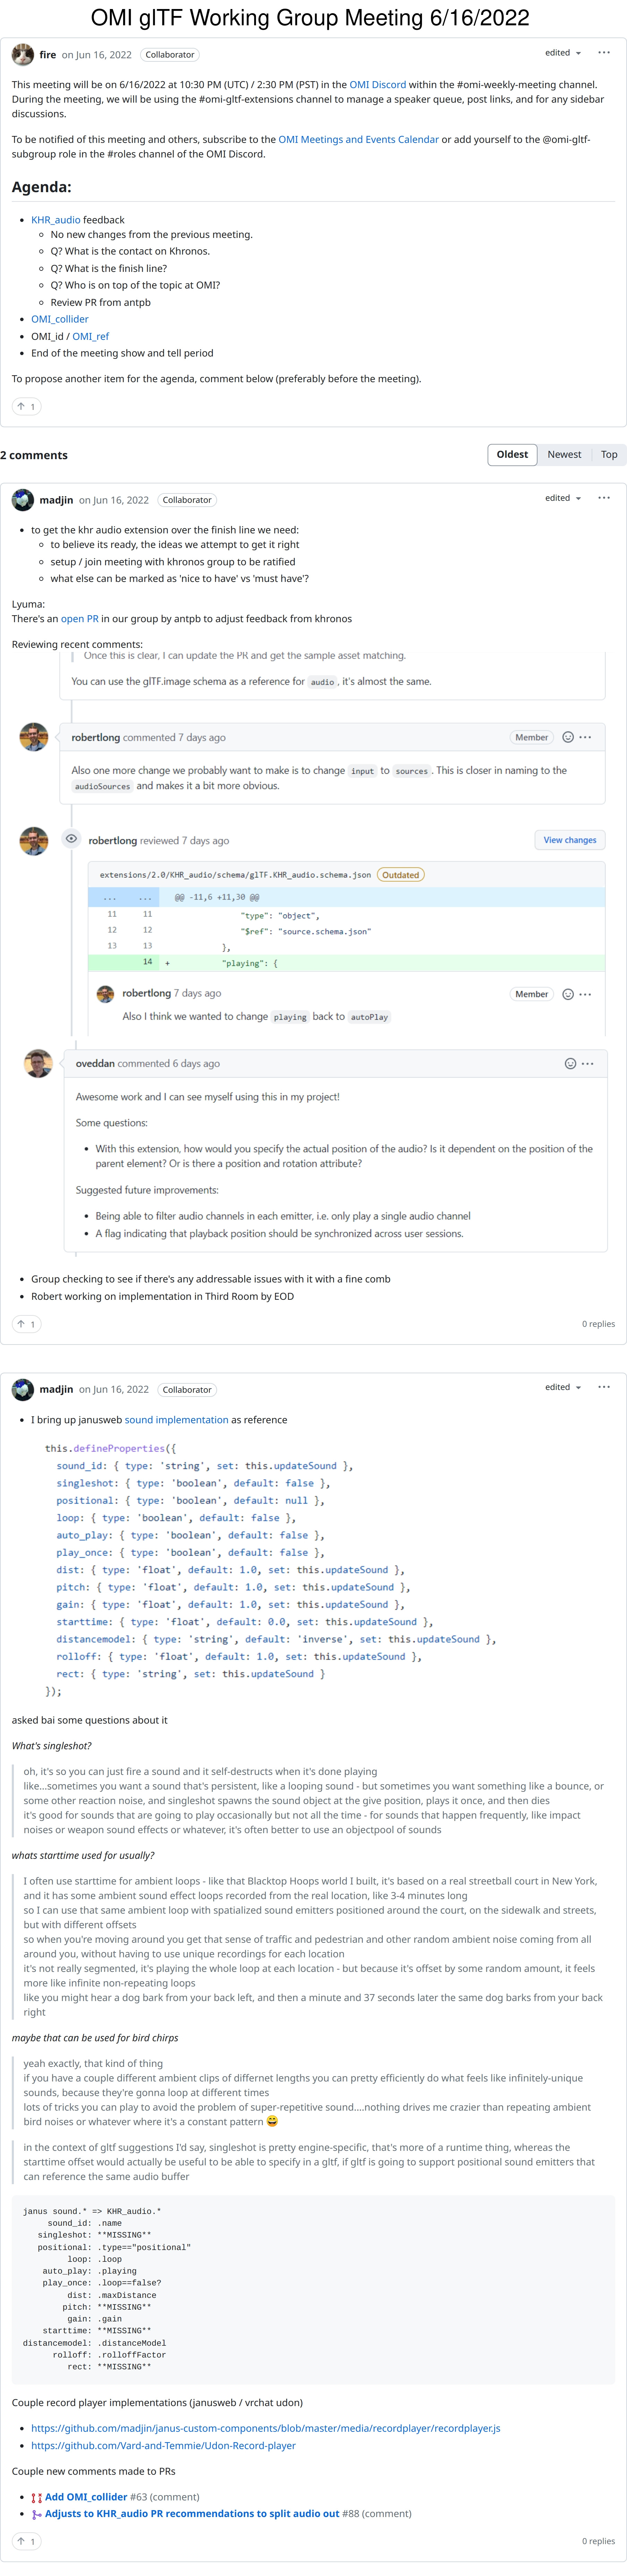 OMI glTF Working Group Meeting 6/16/2022
fire on Jun 16, 2022 Collaborator edited
This meeting will be on 6/16/2022 at 10:30 PM (UTC) / 2:30 PM (PST) in the OMI Discord within the #omi-weekly-meeting channel.
During the meeting, we will be using the #omi-gltf-extensions channel to manage a speaker queue, post links, and for any sidebar
discussions.
To be notified of this meeting and others, subscribe to the OMI Meetings and Events Calendar or add yourself to the @omi-gltf-
subgroup role in the #roles channel of the OMI Discord.
Agenda:
• KHR_audio feedback
◦ No new changes from the previous meeting.
◦ Q? What is the contact on Khronos.
◦ Q? What is the finish line?
◦ Q? Who is on top of the topic at OMI?
◦ Review PR from antpb
• OMI_collider
• OMI_id / OMI_ref
• End of the meeting show and tell period
To propose another item for the agenda, comment below (preferably before the meeting).
↑ 1
2 comments Oldest Newest Top
madjin on Jun 16, 2022 Collaborator edited
• to get the khr audio extension over the finish line we need:
◦ to believe its ready, the ideas we attempt to get it right
◦ setup / join meeting with khronos group to be ratified
◦ what else can be marked as 'nice to have' vs 'must have'?
Lyuma:
There's an open PR in our group by antpb to adjust feedback from khronos
Reviewing recent comments:
Once this is clear, I can update the PR and get the sample asset matching.
You can use the glTF.image schema as a reference for audio , it's almost the same.
robertlong commented 7 days ago Member
Also one more change we probably want to make is to change input to sources . This is closer in naming to the
audioSources and makes it a bit more obvious.
robertlong reviewed 7 days ago View changes
extensions/2.0/KHR_audio/schema/glTF.KHR_audio.schema.json Outdated
... ... @@ -11,6 +11,30 @@
11 11 "type": "object",
12 12 "$ref": "source.schema.json"
13 13 },
14 + "playing": {
robertlong 7 days ago Member
Also I think we wanted to change playing back to autoPlay
oveddan commented 6 days ago
Awesome work and I can see myself using this in my project!
Some questions:
• With this extension, how would you specify the actual position of the audio? Is it dependent on the position of the
parent element? Or is there a position and rotation attribute?
Suggested future improvements:
• Being able to filter audio channels in each emitter, i.e. only play a single audio channel
• A flag indicating that playback position should be synchronized across user sessions.
• Group checking to see if there's any addressable issues with it with a fine comb
• Robert working on implementation in Third Room by EOD
↑ 1 0 replies
madjin on Jun 16, 2022 Collaborator edited
• I bring up janusweb sound implementation as reference
this.defineProperties({
sound_id: { type: 'string', set: this.updateSound },
singleshot: { type: 'boolean', default: false },
positional: { type: 'boolean', default: null },
loop: { type: 'boolean', default: false },
auto_play: { type: 'boolean', default: false },
play_once: { type: 'boolean', default: false },
dist: { type: 'float', default: 1.0, set: this.updateSound },
pitch: { type: 'float', default: 1.0, set: this.updateSound },
gain: { type: 'float', default: 1.0, set: this.updateSound },
starttime: { type: 'float', default: 0.0, set: this.updateSound },
distancemodel: { type: 'string', default: 'inverse', set: this.updateSound },
rolloff: { type: 'float', default: 1.0, set: this.updateSound },
rect: { type: 'string', set: this.updateSound }
});
asked bai some questions about it
What's singleshot?
oh, it's so you can just fire a sound and it self-destructs when it's done playing
like...sometimes you want a sound that's persistent, like a looping sound - but sometimes you want something like a bounce, or
some other reaction noise, and singleshot spawns the sound object at the give position, plays it once, and then dies
it's good for sounds that are going to play occasionally but not all the time - for sounds that happen frequently, like impact
noises or weapon sound effects or whatever, it's often better to use an objectpool of sounds
whats starttime used for usually?
I often use starttime for ambient loops - like that Blacktop Hoops world I built, it's based on a real streetball court in New York,
and it has some ambient sound effect loops recorded from the real location, like 3-4 minutes long
so I can use that same ambient loop with spatialized sound emitters positioned around the court, on the sidewalk and streets,
but with different offsets
so when you're moving around you get that sense of traffic and pedestrian and other random ambient noise coming from all
around you, without having to use unique recordings for each location
it's not really segmented, it's playing the whole loop at each location - but because it's offset by some random amount, it feels
more like infinite non-repeating loops
like you might hear a dog bark from your back left, and then a minute and 37 seconds later the same dog barks from your back
right
maybe that can be used for bird chirps
yeah exactly, that kind of thing
if you have a couple different ambient clips of differnet lengths you can pretty efficiently do what feels like infinitely-unique
sounds, because they're gonna loop at different times
lots of tricks you can play to avoid the problem of super-repetitive sound....nothing drives me crazier than repeating ambient
bird noises or whatever where it's a constant pattern 😄
in the context of gltf suggestions I'd say, singleshot is pretty engine-specific, that's more of a runtime thing, whereas the
starttime offset would actually be useful to be able to specify in a gltf, if gltf is going to support positional sound emitters that
can reference the same audio buffer
janus sound.* => KHR_audio.*
sound_id: .name
singleshot: **MISSING**
positional: .type=="positional"
loop: .loop
auto_play: .playing
play_once: .loop==false?
dist: .maxDistance
pitch: **MISSING**
gain: .gain
starttime: **MISSING**
distancemodel: .distanceModel
rolloff: .rolloffFactor
rect: **MISSING**
Couple record player implementations (janusweb / vrchat udon)
• https://github.com/madjin/janus-custom-components/blob/master/media/recordplayer/recordplayer.js
• https://github.com/Vard-and-Temmie/Udon-Record-player
Couple new comments made to PRs
• Add OMI_collider #63 (comment)
• Adjusts to KHR_audio PR recommendations to split audio out #88 (comment)
↑ 1 0 replies